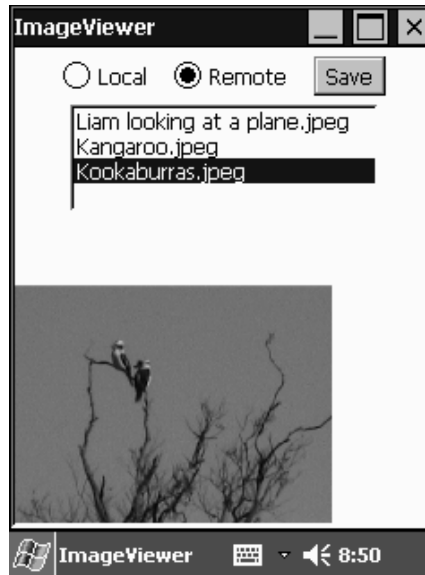 ImageViewer
Local Remote Save
Liam looking at a plane.jpeg
Kangaroo.jpeg
Kookaburras.jpeg
ImageViewer 8:50